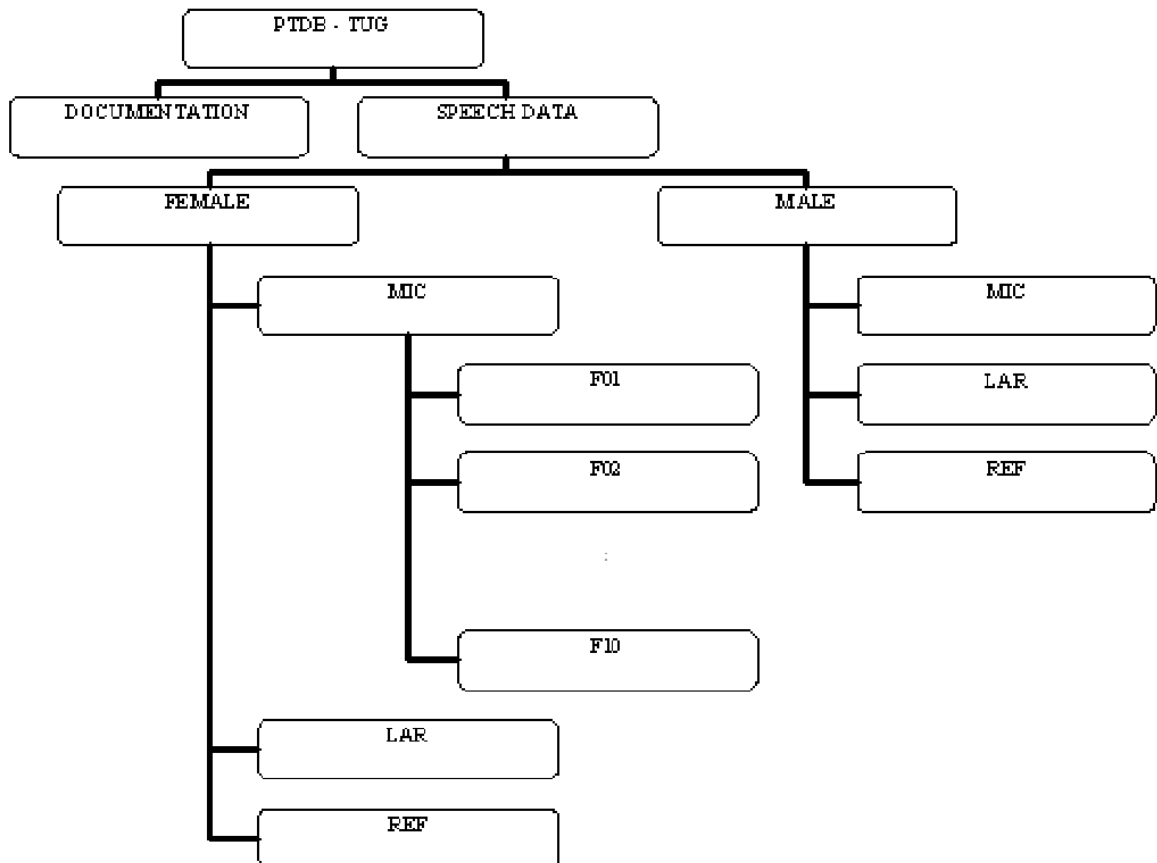 PTDB - TUG
DOCUMENTATION
SPEECH DATA
FEMALE
MALE
MIC
MIC
F01
LAR
F02
REF
:
F10
LAR
REF